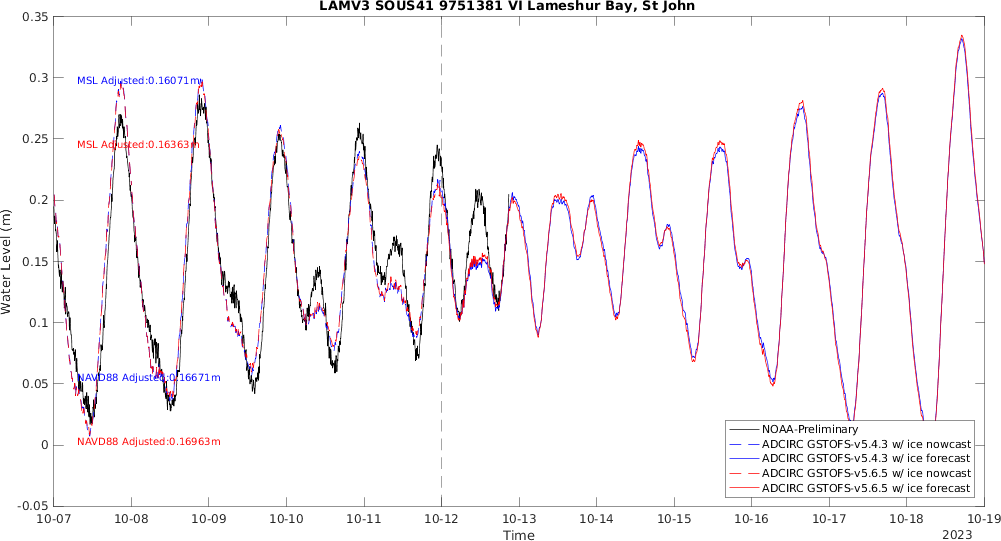 LAMV3 SOUS41 9751381 VI Lameshur Bay, St John
0.35
0.3
0.25
0.2
0.15
0.1
0.05
0
-0.05
Water Level (m)
MSL Adjusted:0.16071m
MSL Adjusted:0.16363m
NAVD88 Adjusted:0.16671m
NAVD88 Adjusted:0.16963m
NOAA-Preliminary
ADCIRC GSTOFS-v5.4.3 w/ ice nowcast
ADCIRC GSTOFS-v5.4.3 w/ ice forecast
ADCIRC GSTOFS-v5.6.5 w/ ice nowcast
ADCIRC GSTOFS-v5.6.5 w/ ice forecast
10-07 10-08 10-09 10-10 10-11 10-12 10-13 10-14 10-15 10-16 10-17 10-18 10-19
Time
2023